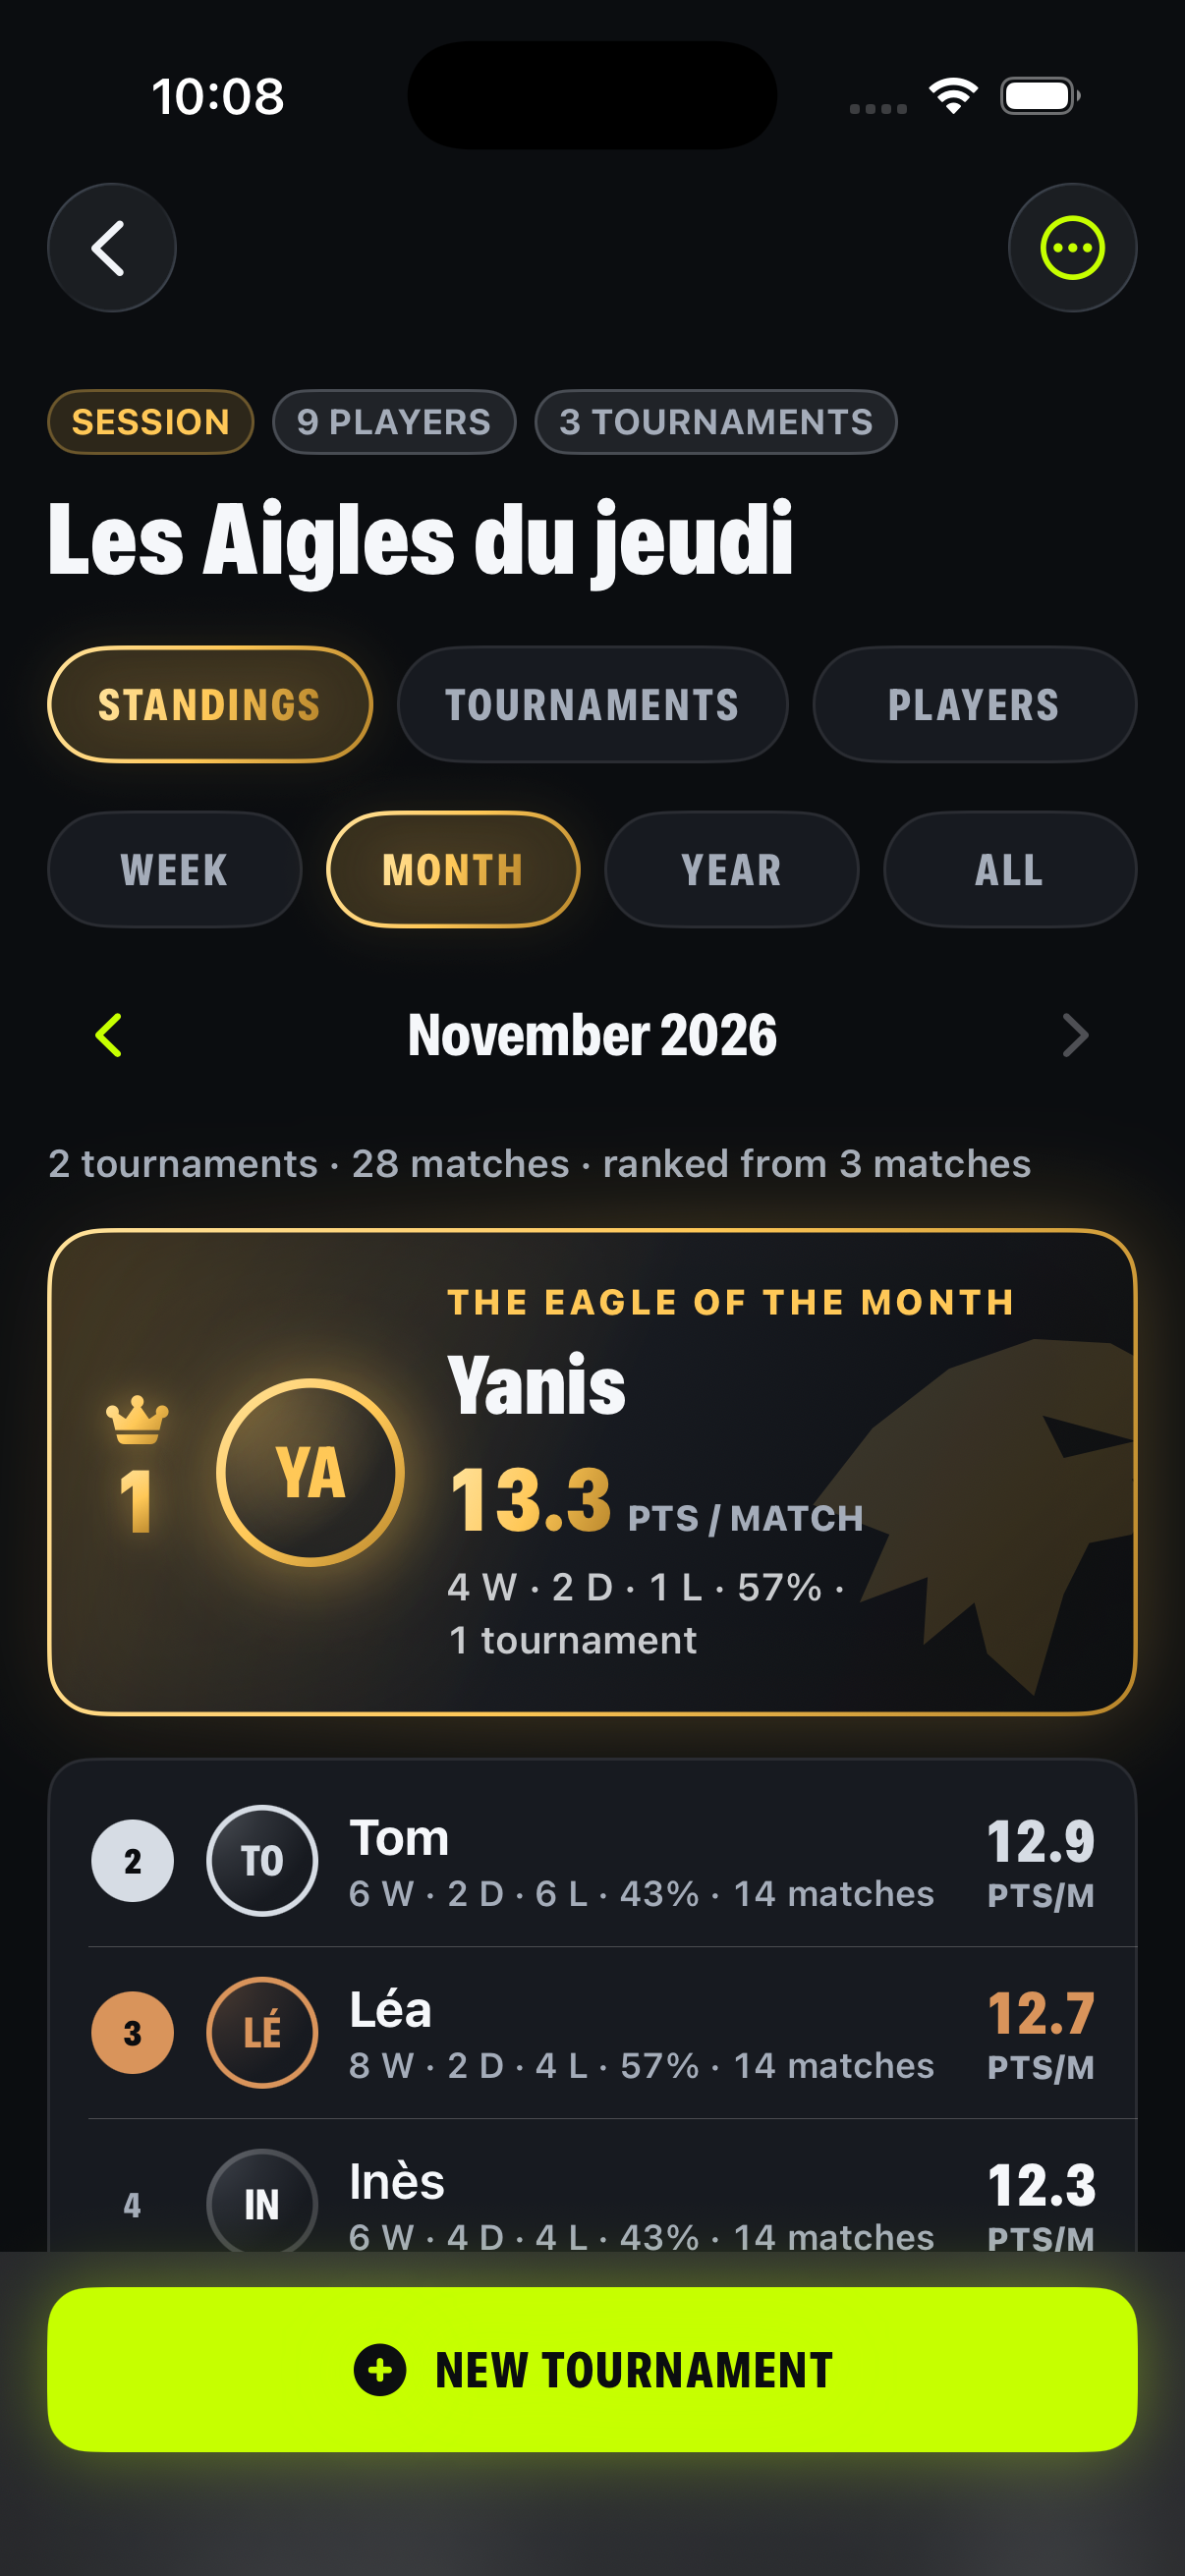 10:08
SESSION
9 PLAYERS
3 TOURNAMENTS
Les Aigles du jeudi
STANDINGS
TOURNAMENTS
PLAYERS
WEEK
MONTH
YEAR
ALL
November 2026
2 tournaments · 28 matches · ranked from 3 matches
THE EAGLE OF THE MONTH
1
YA
Yanis
13.3 PTS / MATCH
4 W · 2 D · 1 L · 57% ·
1 tournament
2
TO
Tom
6 W · 2 D · 6 L · 43% · 14 matches
12.9
PTS/M
3
LÉ
Léa
8 W · 2 D · 4 L · 57% · 14 matches
12.7
PTS/M
4
IN
Inès
6 W · 4 D · 4 L · 43% · 14 matches
12.3
PTS/M
NEW TOURNAMENT